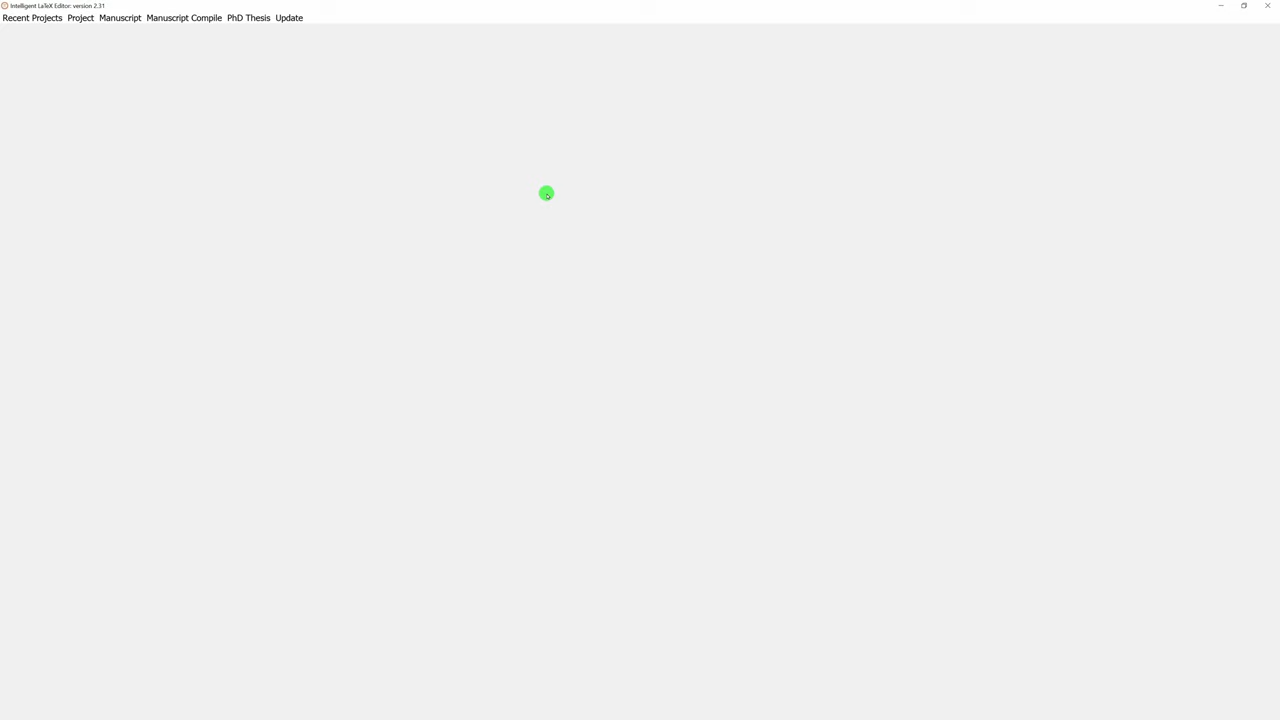 Intelligent LaTeX Editor: version 2.31
Recent Projects Project Manuscript Manuscript Compile PhD Thesis Update